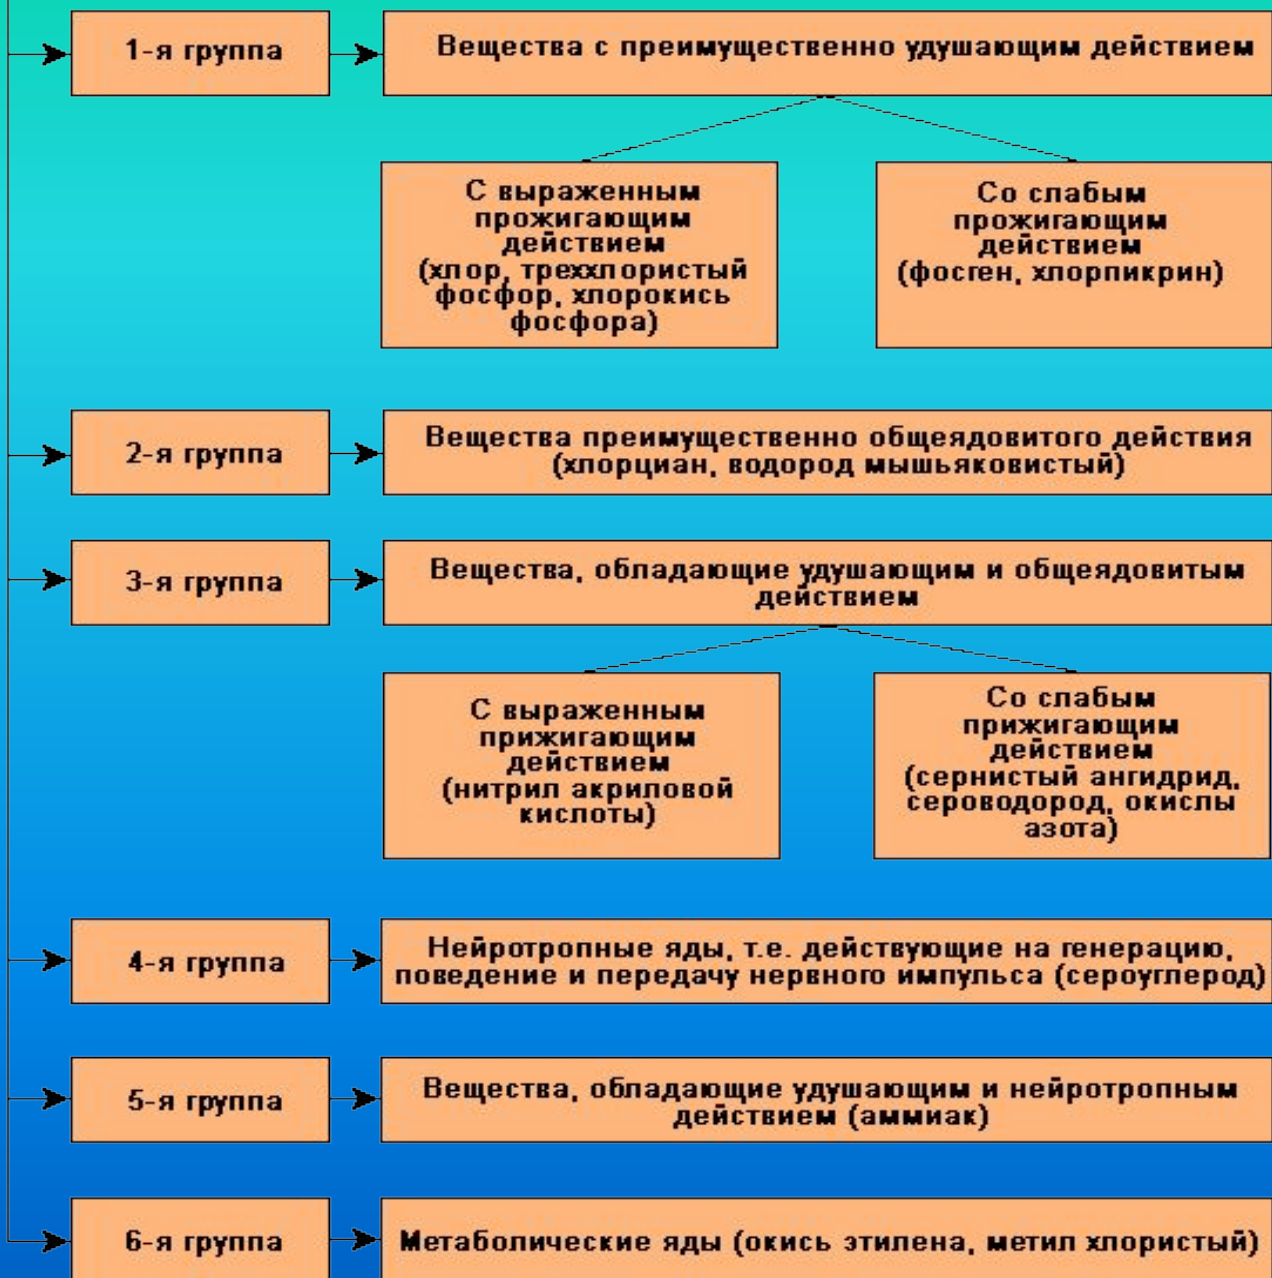 1-я группа
Вещества с преимущественно удушающим действием
С выраженным
прожигающим
действием
(хлор, треххлористый
фосфор, хлорокись
фосфора)
Со слабым
прожигающим
действием
(фосген, хлорпикрин)
2-я группа
Вещества преимущественно общеядовитого действия
(хлорциан, водород мышьяковистый)
3-я группа
Вещества, обладающие удушающим и общеядовитым
действием
С выраженным
прижигающим
действием
(нитрил акриловой
кислоты)
Со слабым
прижигающим
действием
(сернистый ангидрид,
сероводород, окислы
азота)
4-я группа
Нейротропные яды, т.е. действующие на генерацию,
поведение и передачу нервного импульса (сероуглерод)
5-я группа
Вещества, обладающие удушающим и нейротропным
действием (аммиак)
6-я группа
Метаболические яды (окись этилена, метил хлористый)